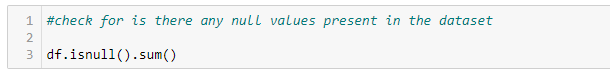 1 #check for is there any null values present in the dataset
2
3 df.isnull().sum()